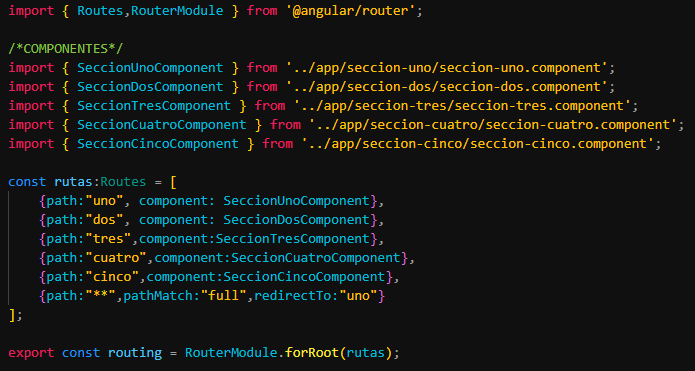 import { Routes,RouterModule } from '@angular/router';
/*COMPONENTES*/
import { SeccionUnoComponent } from '../app/seccion-uno/seccion-uno.component';
import { SeccionDosComponent } from '../app/seccion-dos/seccion-dos.component';
import { SeccionTresComponent } from '../app/seccion-tres/seccion-tres.component';
import { SeccionCuatroComponent } from '../app/seccion-cuatro/seccion-cuatro.component';
import { SeccionCincoComponent } from '../app/seccion-cinco/seccion-cinco.component';
const rutas:Routes = [
    {path:"uno", component: SeccionUnoComponent},
    {path:"dos", component: SeccionDosComponent},
    {path:"tres",component:SeccionTresComponent},
    {path:"cuatro",component:SeccionCuatroComponent},
    {path:"cinco",component:SeccionCincoComponent},
    {path:"**",pathMatch:"full",redirectTo:"uno"}
];
export const routing = RouterModule.forRoot(rutas);